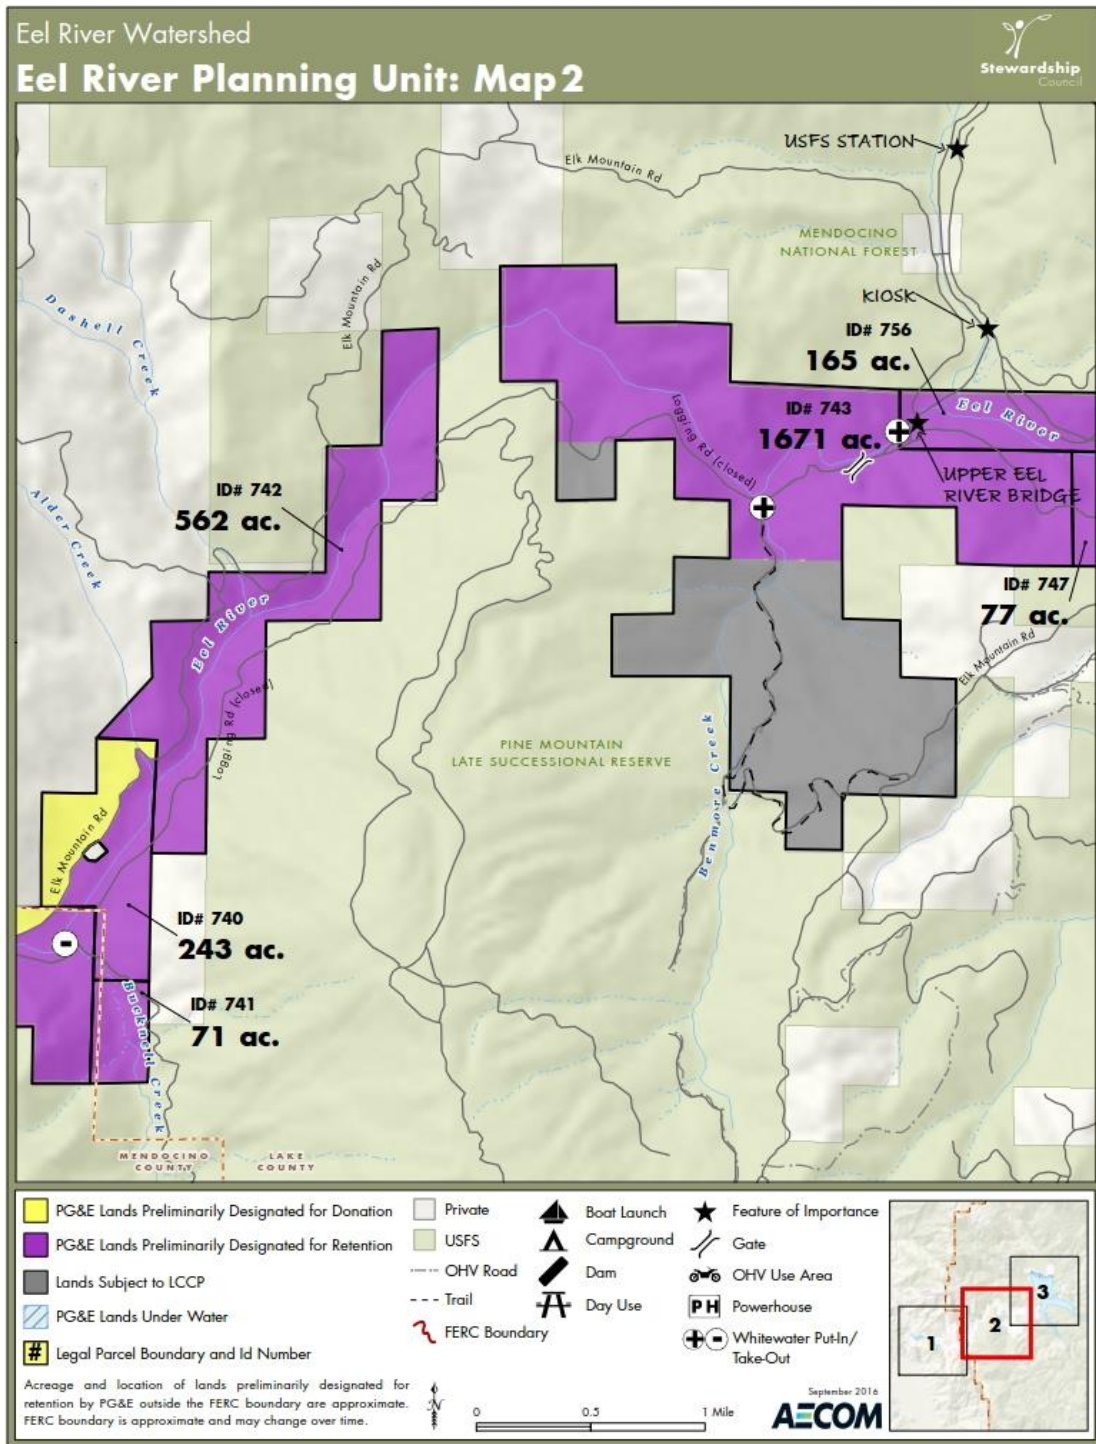 Eel River Watershed
Eel River Planning Unit: Map2
Stewardship
Council
USFS STATION
Elk Mountain Rd
MENDOCINO
NATIONAL FOREST
Elk Mountain Rd
Dashell Creek
KIOSK
ID# 756
165 ac.
Eel River
Logging Rd (closed)
ID# 743
1671 ac.
UPPER EEL
RIVER BRIDGE
ID# 742
562 ac.
Alder Creek
ID# 747
77 ac.
Eel River
Elk Mountain Rd
Logging Rd (closed)
PINE MOUNTAIN
LATE SUCCESSIONAL RESERVE
Benmore Creek
Elk Mountain Rd
ID# 740
243 ac.
ID# 741
71 ac.
Bucknell Creek
MENDOCINO
COUNTY
LAKE
COUNTY
PG&E Lands Preliminarily Designated for Donation
PG&E Lands Preliminarily Designated for Retention
Lands Subject to LCCP
PG&E Lands Under Water
# Legal Parcel Boundary and Id Number
Private
USFS
OHV Road
Trail
FERC Boundary
Boat Launch
Campground
Dam
Day Use
Feature of Importance
Gate
OHV Use Area
PH Powerhouse
Whitewater Put-In/
Take-Out
1
2
3
Acreage and location of lands preliminarily designated for
retention by PG&E outside the FERC boundary are approximate.
FERC boundary is approximate and may change over time.
N
0 0.5 1 Mile
September 2016
AECOM